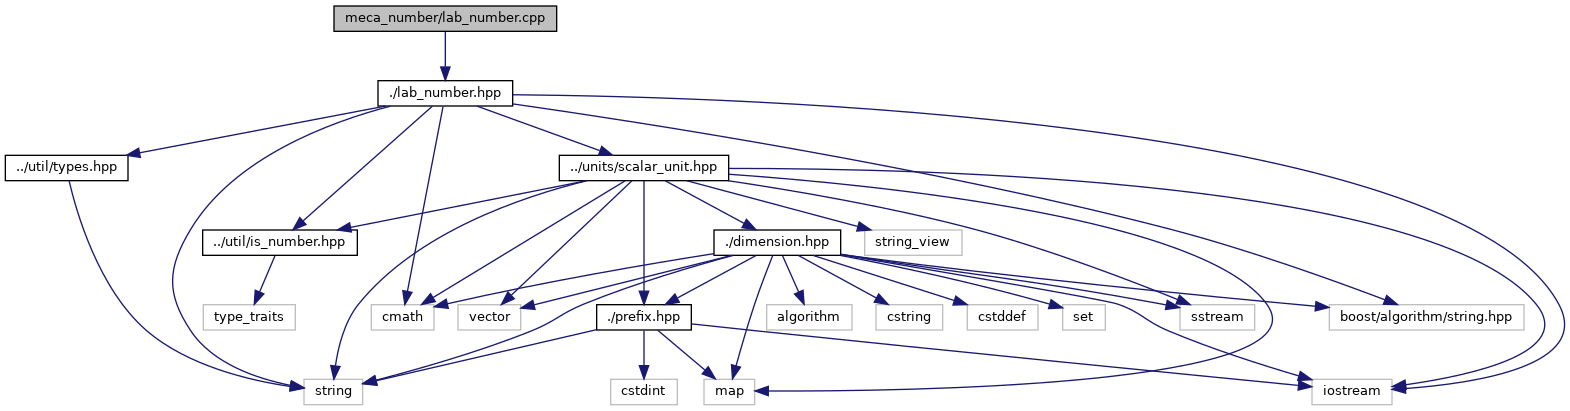 meca_number/lab_number.cpp
./lab_number.hpp
../util/types.hpp
../units/scalar_unit.hpp
../util/is_number.hpp
./dimension.hpp
string_view
type_traits
cmath
vector
./prefix.hpp
algorithm
cstring
cstddef
set
sstream
boost/algorithm/string.hpp
string
cstdint
map
iostream